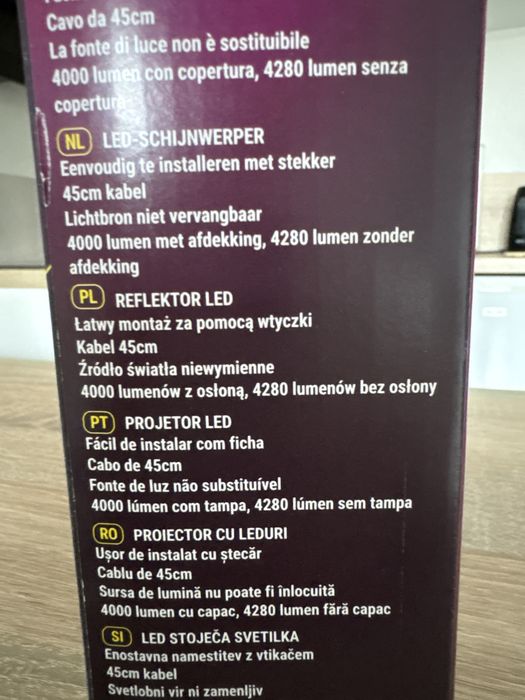 Cavo da 45cm
La fonte di luce non è sostituibile
4000 lumen con copertura, 4280 lumen senza
copertura
NL LED-SCHIJNWERPER
Eenvoudig te installeren met stekker
45cm kabel
Lichtbron niet vervangbaar
4000 lumen met afdekking, 4280 lumen zonder
afdekking
PL REFLEKTOR LED
Łatwy montaż za pomocą wtyczki
Kabel 45cm
Źródło światła niewymienne
4000 lumenów z osłoną, 4280 lumenów bez osłony
PT PROJETOR LED
Fácil de instalar com ficha
Cabo de 45cm
Fonte de luz não substituível
4000 lúmen com tampa, 4280 lúmen sem tampa
RO PROIECTOR CU LEDURI
Ușor de instalat cu ștecăr
Cablu de 45cm
Sursa de lumină nu poate fi înlocuită
4000 lumen cu capac, 4280 lumen fără capac
SI LED STOJEČA SVETILKA
Enostavna namestitev z vtikačem
45cm kabel
Svetlobni vir ni zamenljiv